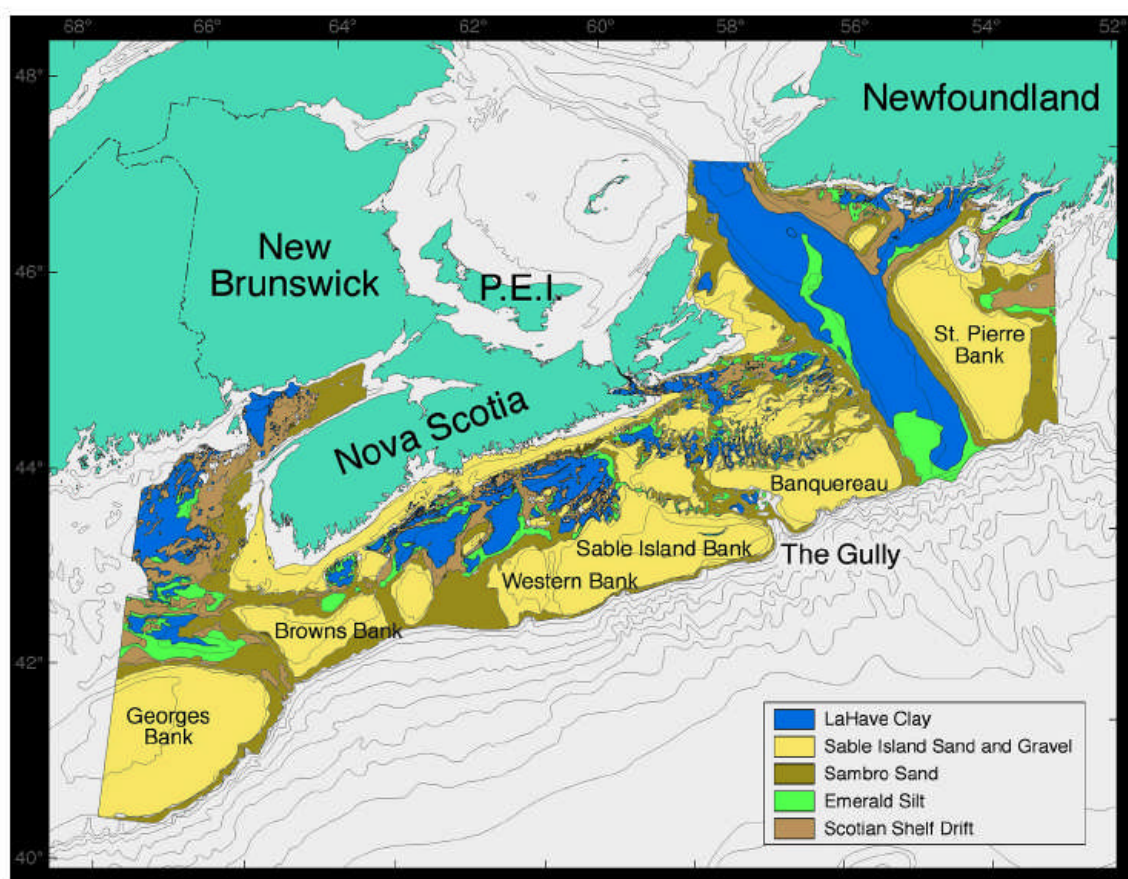 68° 66° 64° 62° 60° 58° 56° 54° 52°
48°
Newfoundland
New
Brunswick
46°
P.E.I.
St. Pierre
Bank
Nova Scotia
44°
Banquereau
Sable Island Bank
The Gully
Western Bank
Browns Bank
42°
Georges
Bank
LaHave Clay
Sable Island Sand and Gravel
Sambro Sand
Emerald Silt
Scotian Shelf Drift
40°